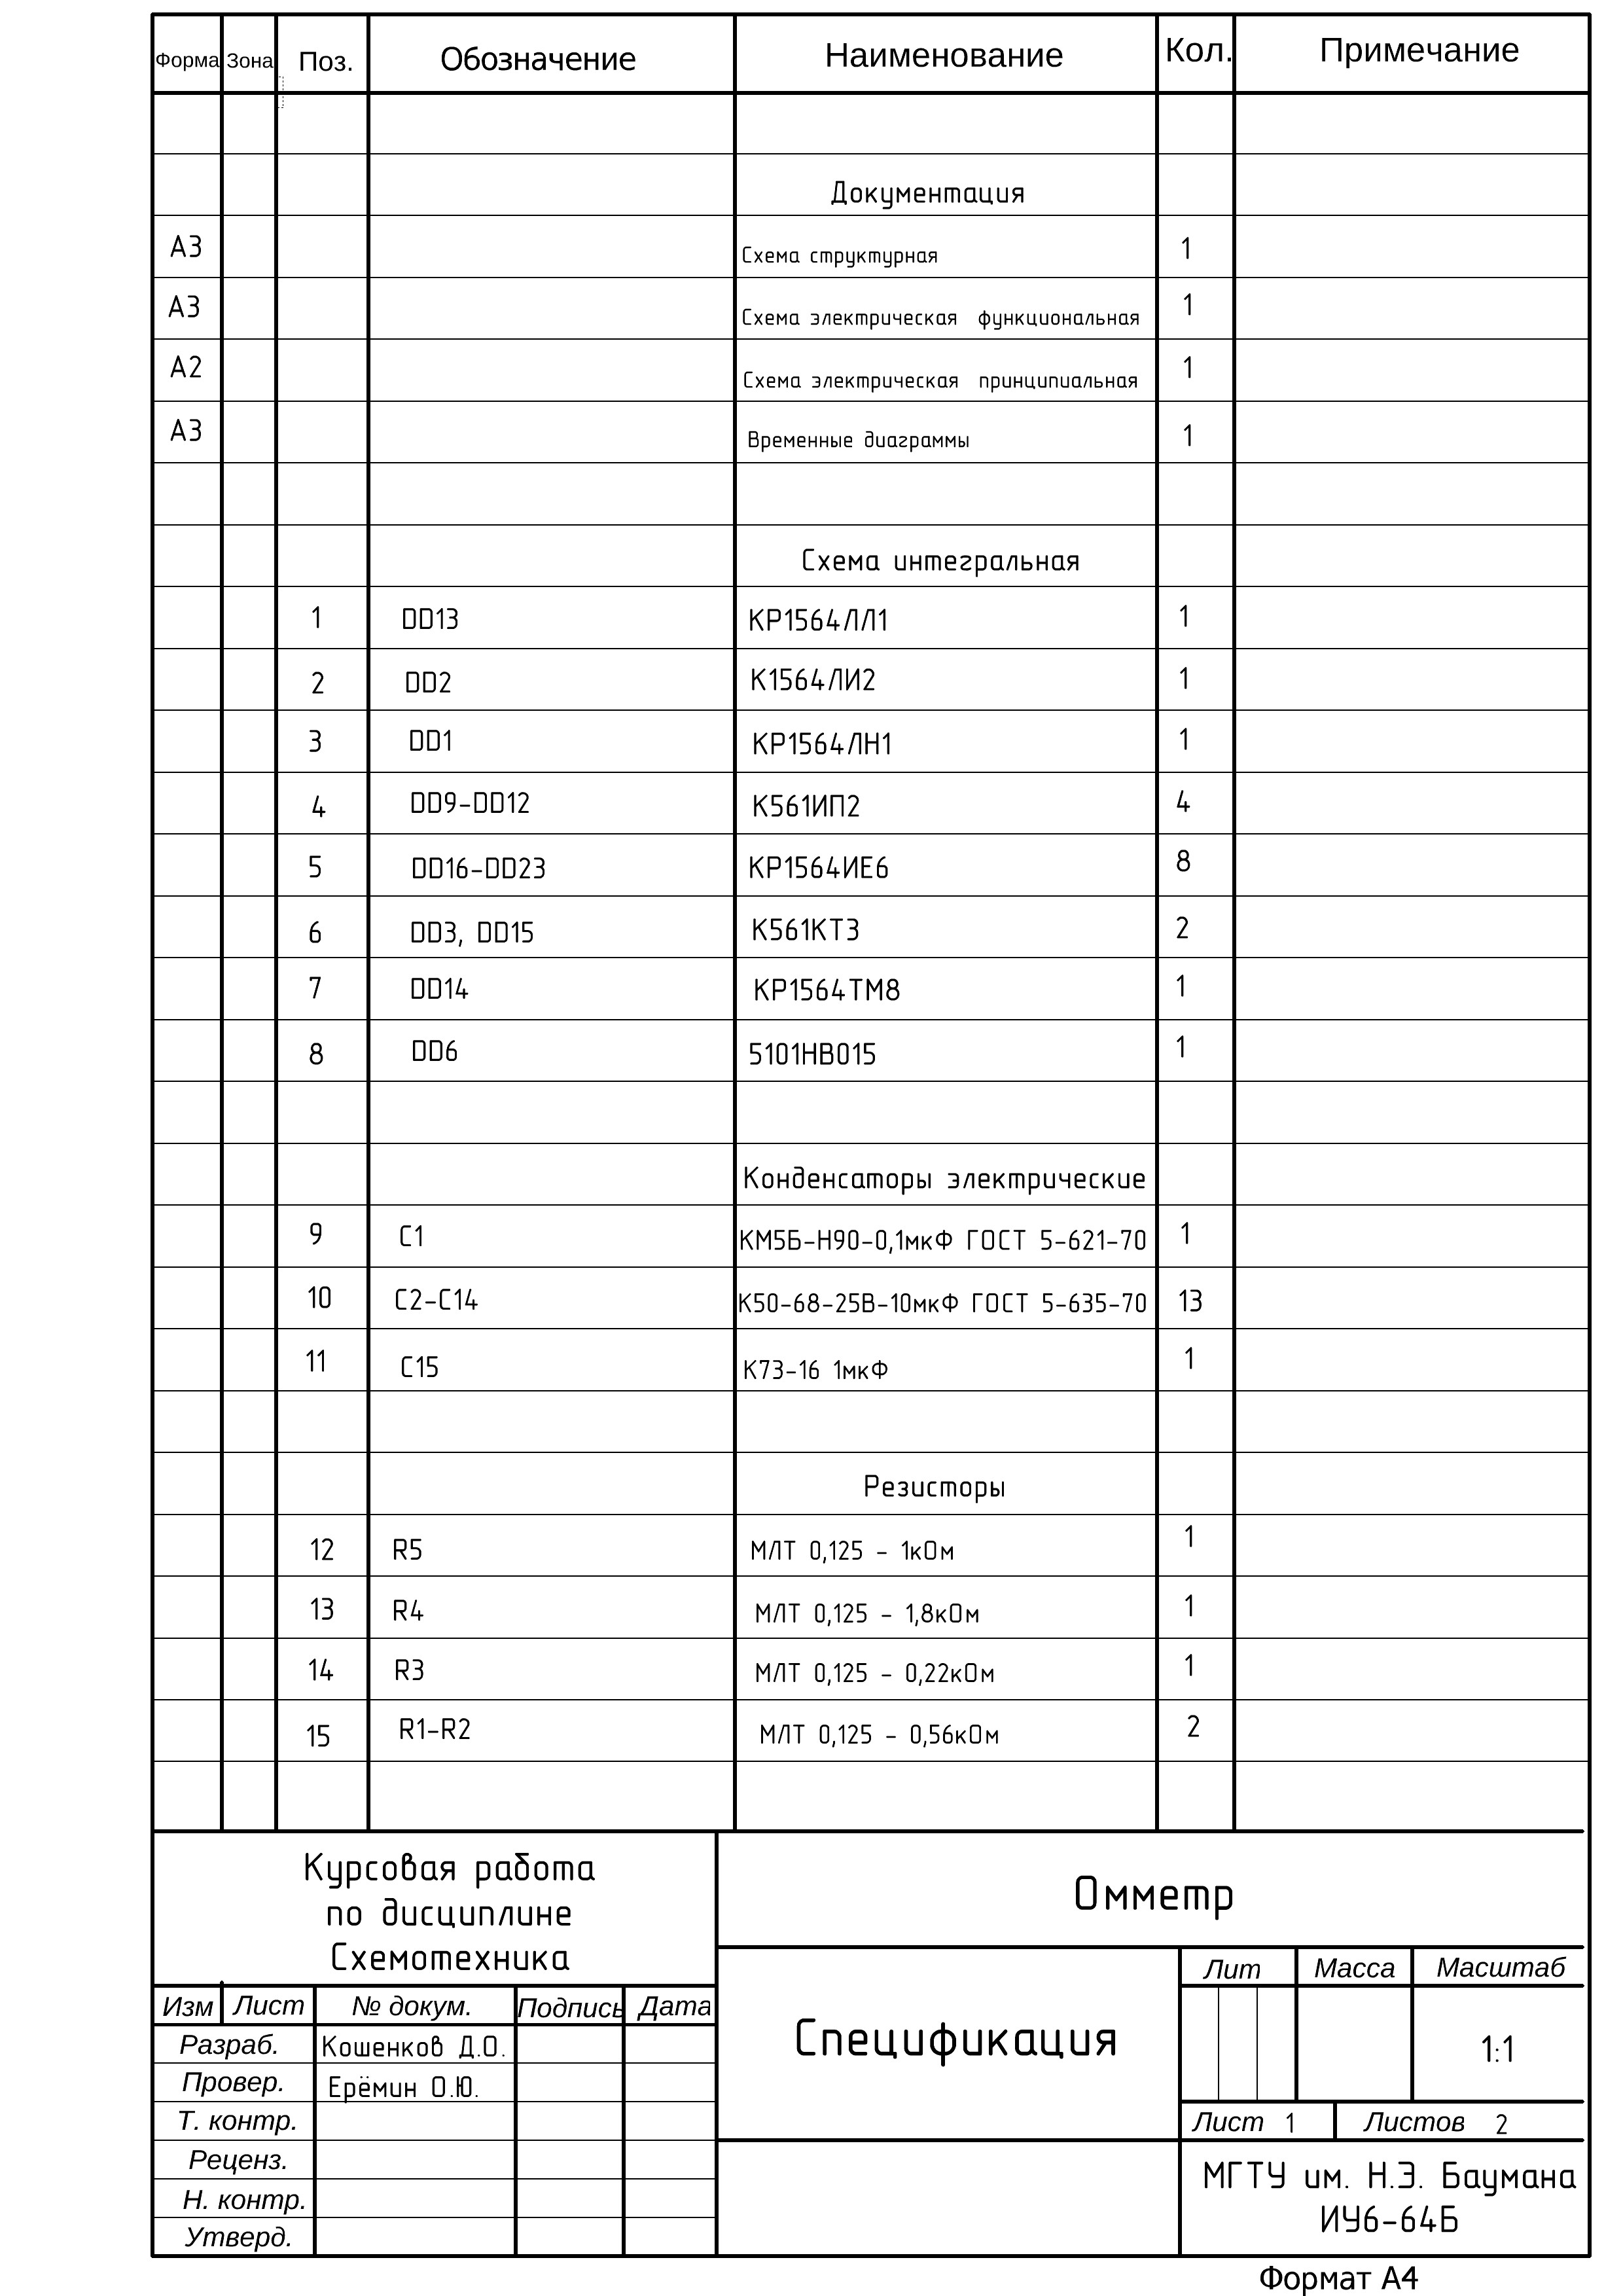 Форма Зона Поз. Обозначение Наименование Кол. Примечание
Документация
А3 Схема структурная 1
А3 Схема электрическая функциональная 1
А2 Схема электрическая принципиальная 1
А3 Временные диаграммы 1
Схема интегральная
1 DD13 КР1564ЛЛ1 1
2 DD2 К1564ЛИ2 1
3 DD1 КР1564ЛН1 1
4 DD9-DD12 К561ИП2 4
5 DD16-DD23 КР1564ИЕ6 8
6 DD3, DD15 К561КТ3 2
7 DD14 КР1564ТМ8 1
8 DD6 5101НВ015 1
Конденсаторы электрические
9 C1 КМ5Б-Н90-0,1мкФ ГОСТ 5-621-70 1
10 C2-C14 К50-68-25В-10мкФ ГОСТ 5-635-70 13
11 C15 К73-16 1мкФ 1
Резисторы
12 R5 МЛТ 0,125 - 1кОм 1
13 R4 МЛТ 0,125 - 1,8кОм 1
14 R3 МЛТ 0,125 - 0,22кОм 1
15 R1-R2 МЛТ 0,125 - 0,56кОм 2
Курсовая работа
по дисциплине
Схемотехника
Омметр
Изм Лист № докум. Подпись Дата
Разраб. Кошенков Д.О.
Провер. Ерёмин О.Ю.
Т. контр.
Реценз.
Н. контр.
Утверд.
Спецификация
Лит Масса Масштаб
1:1
Лист 1 Листов 2
МГТУ им. Н.Э. Баумана
ИУ6-64Б
Формат А4